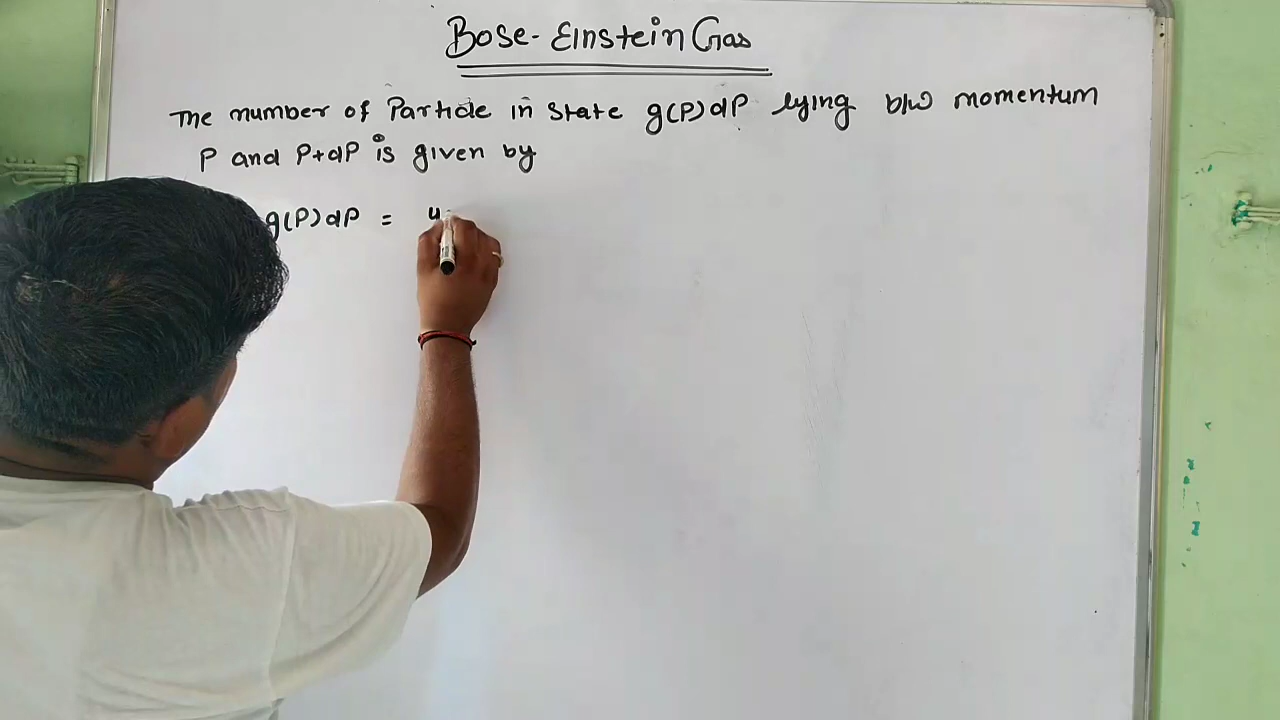 Bose-Einstein Gas
The number of Particle in State g(P)dP lying b/w momentum
P and P+dP is given by
g(P)dP = 4